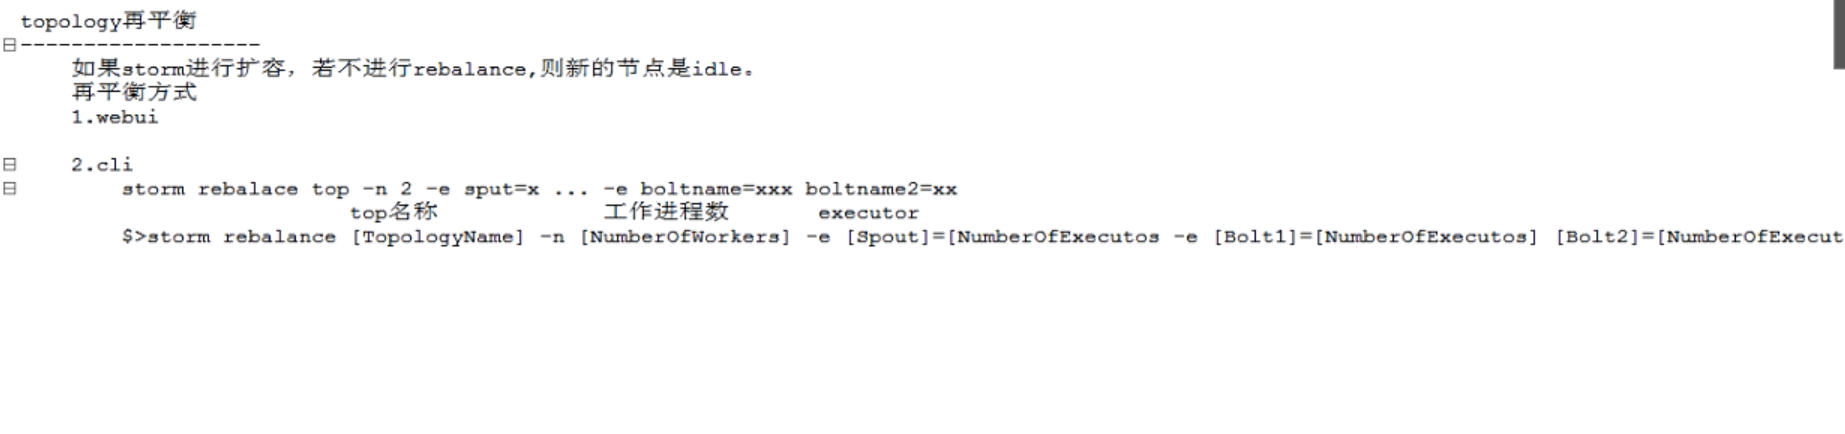 topology再平衡
-------------------
如果storm进行扩容，若不进行rebalance,则新的节点是idle。
再平衡方式
1.webui
2.cli
storm rebalace top -n 2 -e sput=x ... -e boltname=xxx boltname2=xx
top名称 工作进程数 executor
$>storm rebalance [TopologyName] -n [NumberOfWorkers] -e [Spout]=[NumberOfExecutos -e [Bolt1]=[NumberOfExecutos] [Bolt2]=[NumberOfExecut